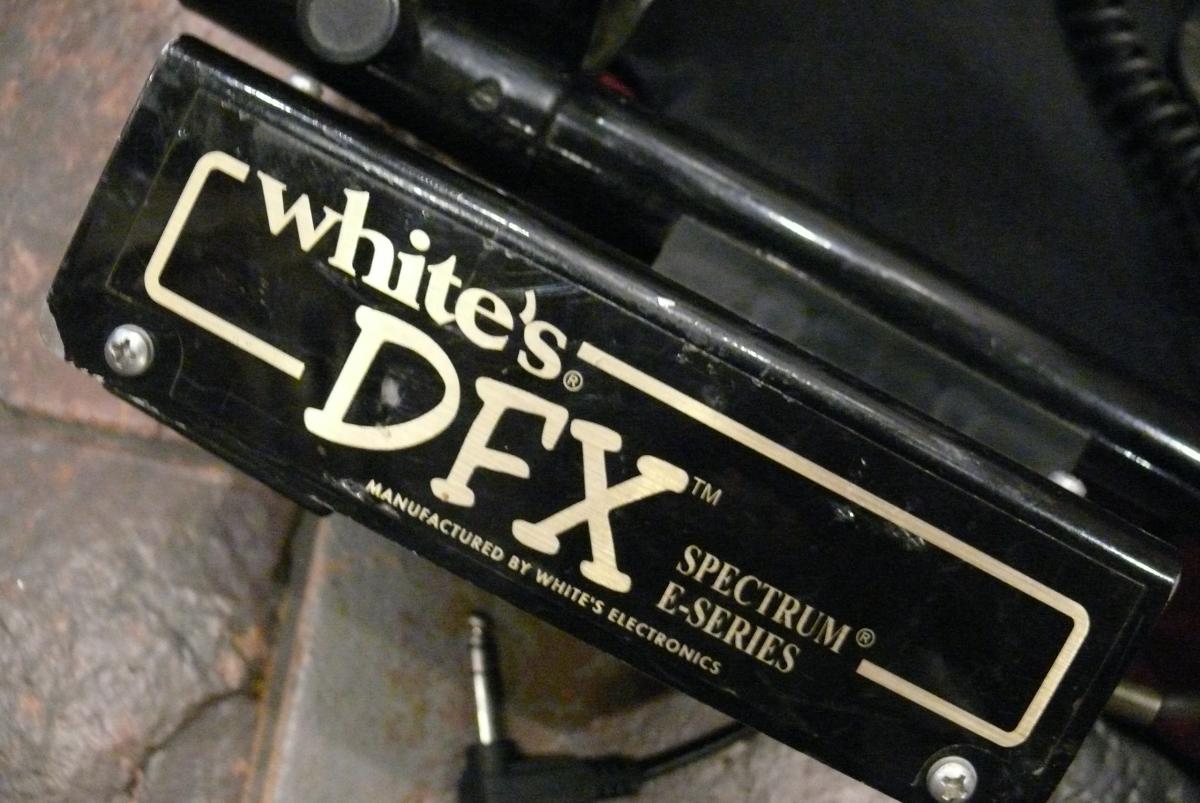 white's®
DFX™
MANUFACTURED BY WHITE'S ELECTRONICS
SPECTRUM®
E-SERIES